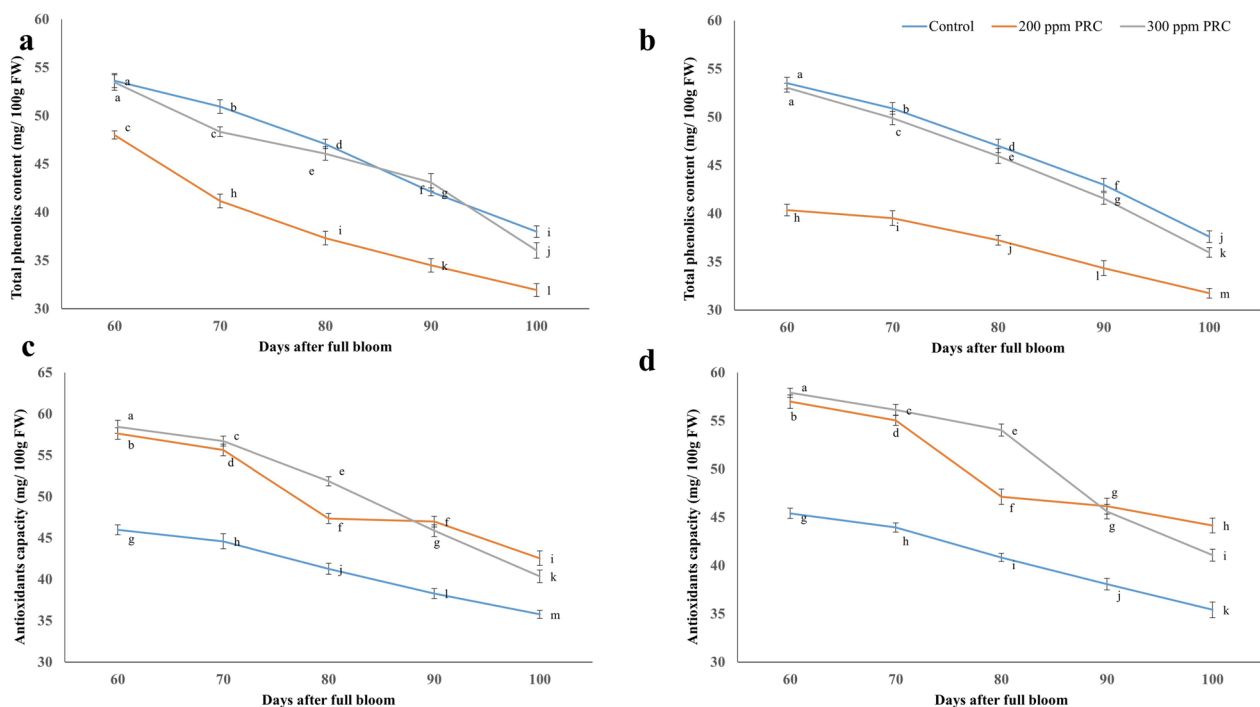 a
Total phenolics content (mg/ 100g FW)
60
55
50
45
40
35
30
a
a
c
b
c
h
d
e
i
f
g
k
i
j
l
60 70 80 90 100
Days after full bloom
b
Control 200 ppm PRC 300 ppm PRC
Total phenolics content (mg/ 100g FW)
60
55
50
45
40
35
30
a
a
h
b
c
i
d
e
j
f
g
l
j
k
m
60 70 80 90 100
Days after full bloom
c
Antioxidants capacity (mg/ 100g FW)
65
60
55
50
45
40
35
30
a
b
g
c
d
h
e
f
j
f
g
l
i
k
m
60 70 80 90 100
Days after full bloom
d
Antioxidants capacity (mg/ 100g FW)
60
55
50
45
40
35
30
a
b
g
c
d
h
e
f
i
g
g
j
h
i
k
60 70 80 90 100
Days after full bloom